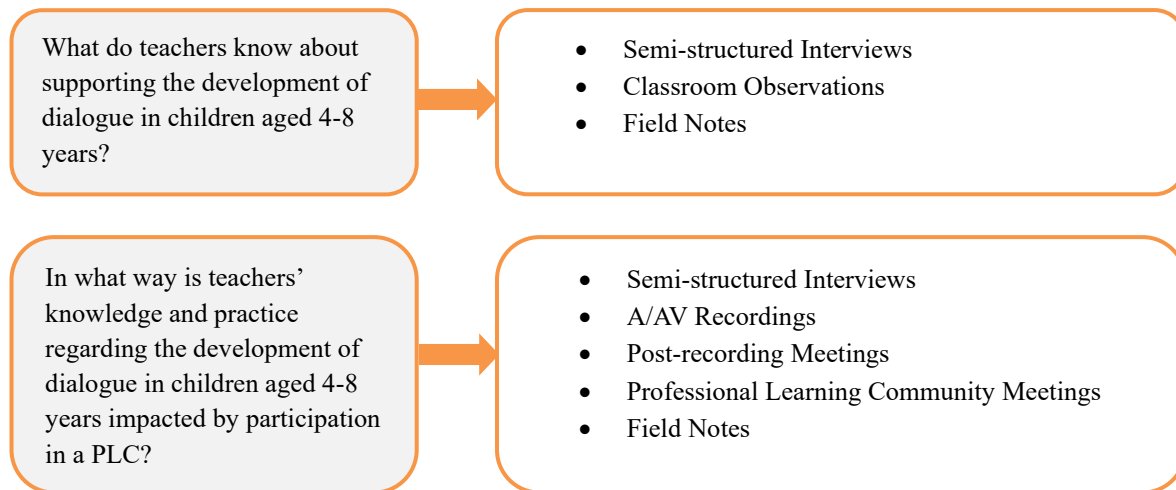 What do teachers know about
supporting the development of
dialogue in children aged 4-8
years?
• Semi-structured Interviews
• Classroom Observations
• Field Notes
In what way is teachers’
knowledge and practice
regarding the development of
dialogue in children aged 4-8
years impacted by participation
in a PLC?
• Semi-structured Interviews
• A/AV Recordings
• Post-recording Meetings
• Professional Learning Community Meetings
• Field Notes